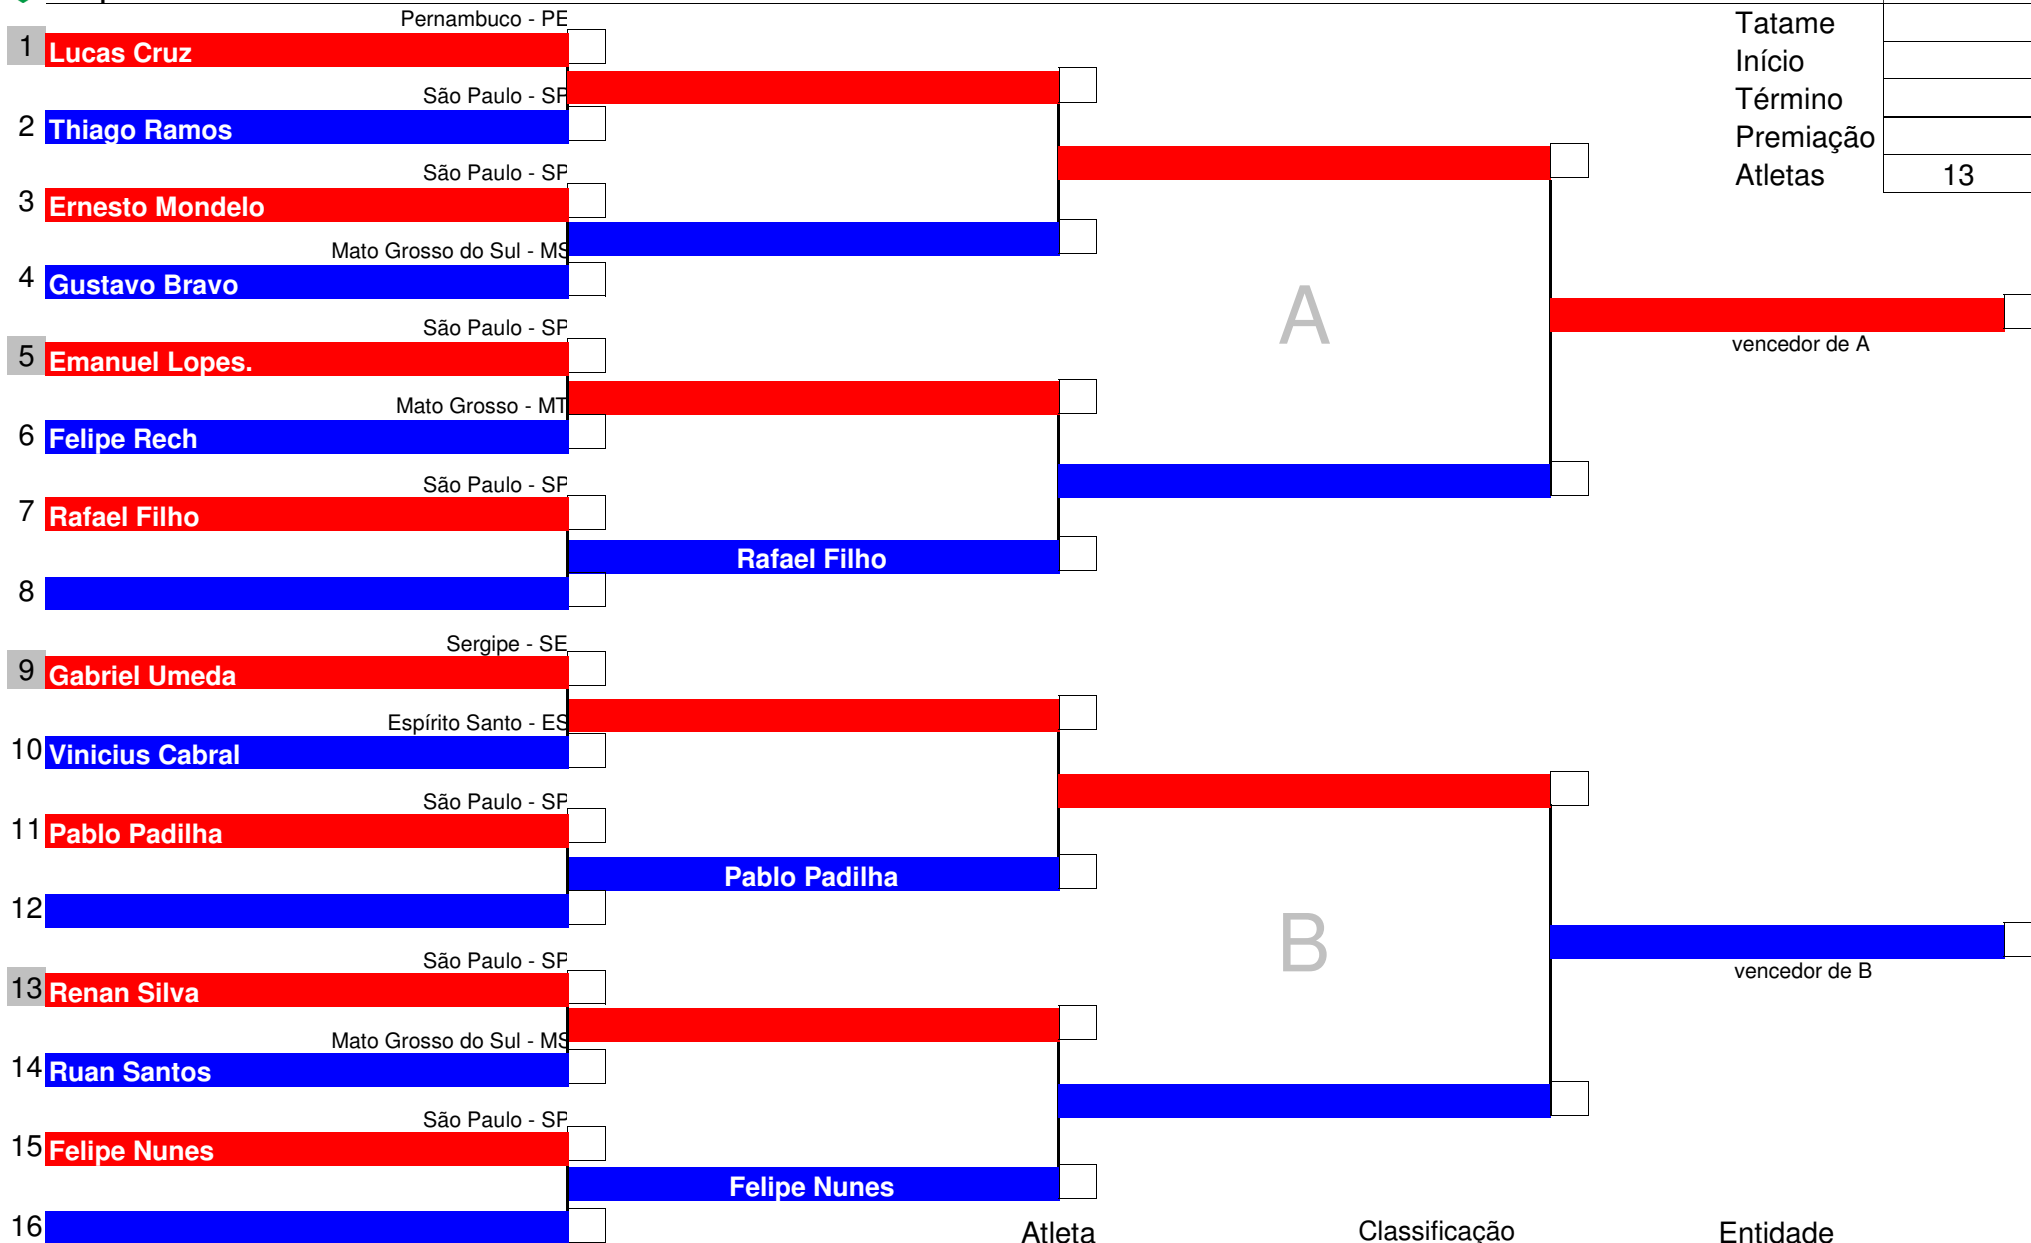 Pernambuco - PE
1 Lucas Cruz
São Paulo - SP
2 Thiago Ramos
São Paulo - SP
3 Ernesto Mondelo
Mato Grosso do Sul - MS
4 Gustavo Bravo
São Paulo - SP
5 Emanuel Lopes.
Mato Grosso - MT
6 Felipe Rech
São Paulo - SP
7 Rafael Filho
8
Sergipe - SE
9 Gabriel Umeda
Espírito Santo - ES
10 Vinicius Cabral
São Paulo - SP
11 Pablo Padilha
12
São Paulo - SP
13 Renan Silva
Mato Grosso do Sul - MS
14 Ruan Santos
São Paulo - SP
15 Felipe Nunes
16
Rafael Filho
Pablo Padilha
Felipe Nunes
A
B
Tatame
Início
Término
Premiação
Atletas 13
vencedor de A
vencedor de B
Atleta Classificação Entidade